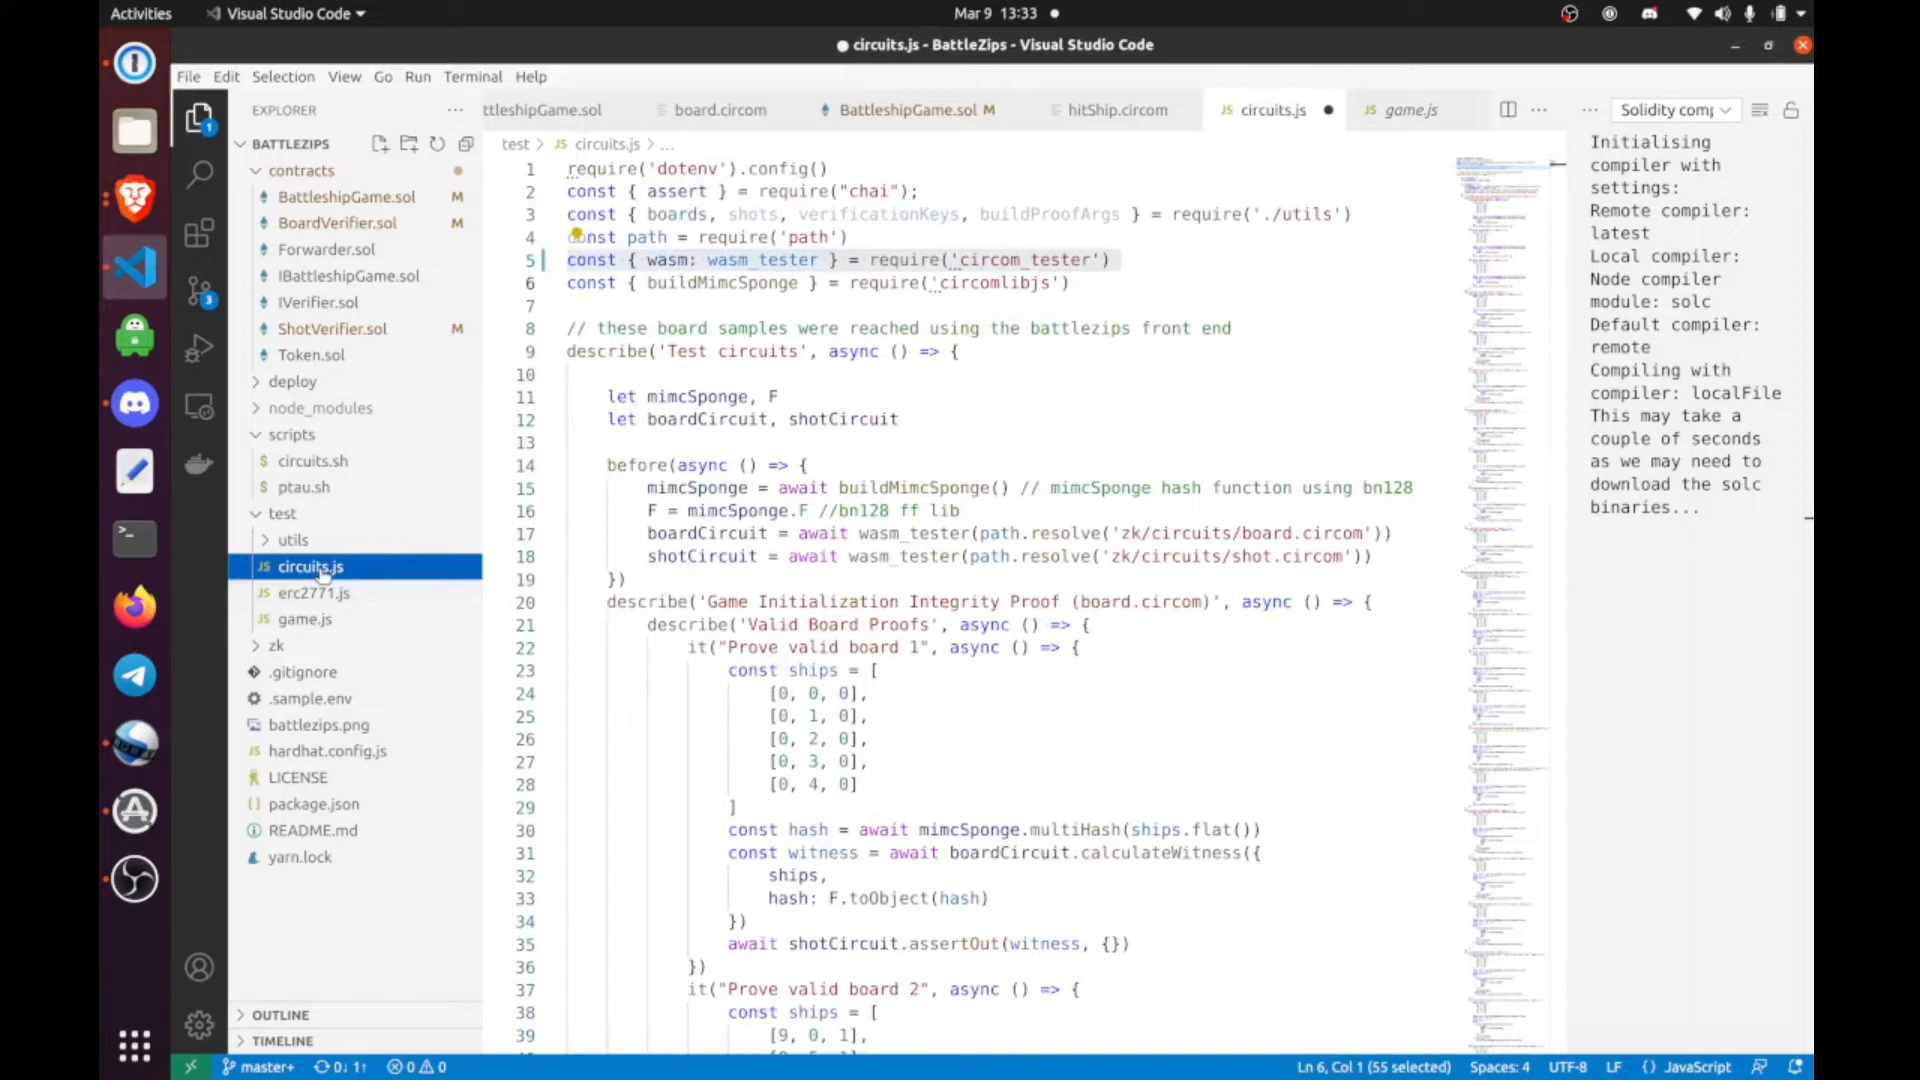 Activities
Visual Studio Code
Mar 9 13:33
circuits.js - BattleZips - Visual Studio Code
File Edit Selection View Go Run Terminal Help
EXPLORER
ttleshipGame.sol
board.circom
BattleshipGame.sol M
hitShip.circom
JS circuits.js
JS game.js
Solidity comp
BATTLEZIPS
contracts
BattleshipGame.sol M
BoardVerifier.sol M
Forwarder.sol
IBattleshipGame.sol
IVerifier.sol
ShotVerifier.sol M
Token.sol
deploy
node_modules
scripts
$ circuits.sh
$ ptau.sh
test
utils
JS circuits.js
JS erc2771.js
JS game.js
zk
.gitignore
.sample.env
battlezips.png
JS hardhat.config.js
LICENSE
{} package.json
README.md
yarn.lock
OUTLINE
TIMELINE
1
3
test > JS circuits.js > ...
1 require('dotenv').config()
2 const { assert } = require("chai");
3 const { boards, shots, verificationKeys, buildProofArgs } = require('./utils')
4 const path = require('path')
5 const { wasm: wasm_tester } = require('circom_tester')
6 const { buildMimcSponge } = require('circomlibjs')
7
8 // these board samples were reached using the battlezips front end
9 describe('Test circuits', async () => {
10
11 let mimcSponge, F
12 let boardCircuit, shotCircuit
13
14 before(async () => {
15 mimcSponge = await buildMimcSponge() // mimcSponge hash function using bn128
16 F = mimcSponge.F //bn128 ff lib
17 boardCircuit = await wasm_tester(path.resolve('zk/circuits/board.circom'))
18 shotCircuit = await wasm_tester(path.resolve('zk/circuits/shot.circom'))
19 })
20 describe('Game Initialization Integrity Proof (board.circom)', async () => {
21 describe('Valid Board Proofs', async () => {
22 it("Prove valid board 1", async () => {
23 const ships = [
24 [0, 0, 0],
25 [0, 1, 0],
26 [0, 2, 0],
27 [0, 3, 0],
28 [0, 4, 0]
29 ]
30 const hash = await mimcSponge.multiHash(ships.flat())
31 const witness = await boardCircuit.calculateWitness({
32 ships,
33 hash: F.toObject(hash)
34 })
35 await shotCircuit.assertOut(witness, {})
36 })
37 it("Prove valid board 2", async () => {
38 const ships = [
39 [9, 0, 1],
Initialising
compiler with
settings:
Remote compiler:
latest
Local compiler:
Node compiler
module: solc
Default compiler:
remote
Compiling with
compiler: localFile
This may take a
couple of seconds
as we may need to
download the solc
binaries...
master+ 0↓ 1↑ 0 0
Ln 6, Col 1 (55 selected) Spaces: 4 UTF-8 LF {} JavaScript